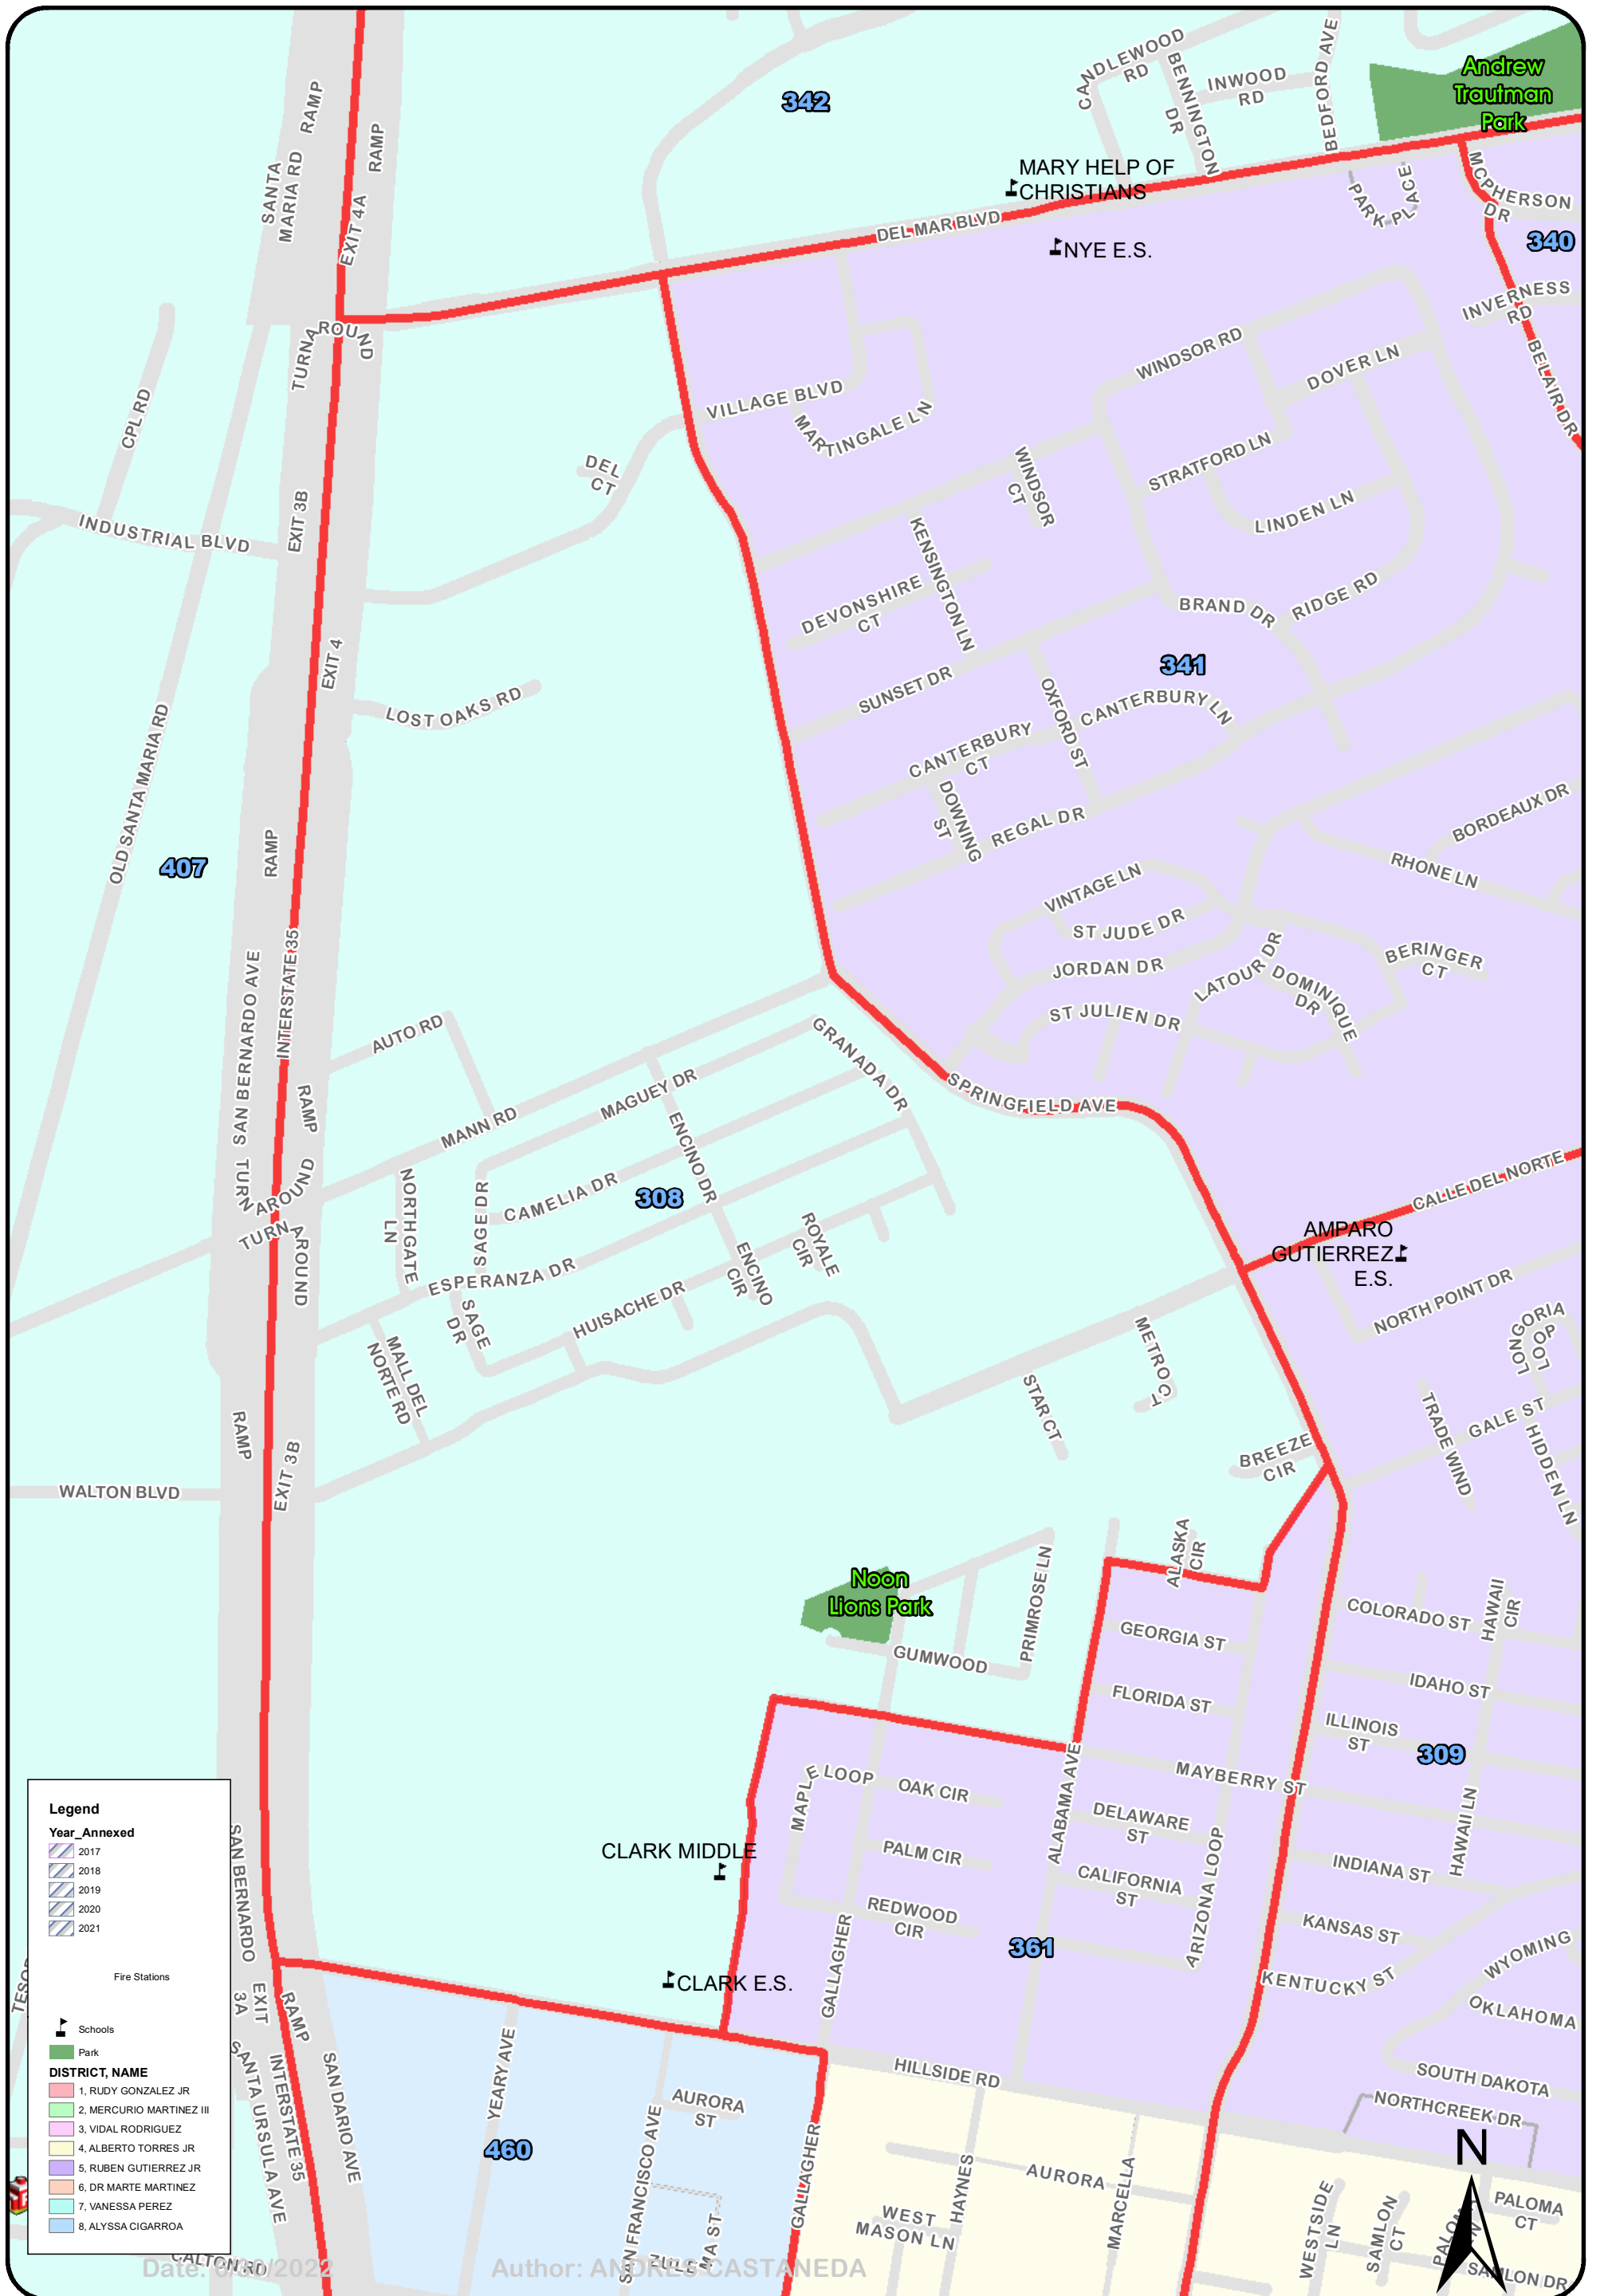 342
CANDLEWOOD
RD
BENNINGTON
DR
INWOOD
RD
BEDFORD AVE
Andrew
Trautman
Park
SANTA
MARIA RD
RAMP
EXIT 4A
RAMP
MARY HELP OF
CHRISTIANS
DEL MAR BLVD
NYE E.S.
PARK PLACE
MCPHERSON
DR
340
INVERNESS
RD
BELAIR DR
TURNAROUND
CPL RD
VILLAGE BLVD
MARTINGALE LN
WINDSOR RD
DOVER LN
DEL
CT
WINDSOR
CT
STRATFORD LN
LINDEN LN
INDUSTRIAL BLVD
EXIT 3B
KENSINGTON LN
DEVONSHIRE
CT
BRAND DR
RIDGE RD
EXIT 4
341
LOST OAKS RD
SUNSET DR
OXFORD ST
CANTERBURY LN
CANTERBURY
CT
DOWNING
ST
REGAL DR
OLD SANTA MARIA RD
RAMP
407
BORDEAUX DR
RHONE LN
VINTAGE LN
ST JUDE DR
JORDAN DR
LATOUR DR
DOMINIQUE
DR
BERINGER
CT
ST JULIEN DR
SAN BERNARDO AVE
INTERSTATE 35
AUTO RD
GRANADA DR
SPRINGFIELD AVE
RAMP
MANN RD
MAGUEY DR
ENCINO DR
TURN
AROUND
TURN
AROUND
NORTHGATE
LN
SAGE DR
CAMELIA DR
308
ROYALE
CIR
ENCINO
CIR
ESPERANZA DR
HUISACHE DR
SAGE
DR
MALL DEL
NORTE RD
CALLE DEL NORTE
AMPARO
GUTIERREZ
E.S.
NORTH POINT DR
LONGORIA
LOOP
METRO CT
STAR CT
TRADE WIND
GALE ST
HIDDEN LN
BREEZE
CIR
RAMP
EXIT 3B
WALTON BLVD
ALASKA
CIR
Noon
Lions Park
PRIMROSE LN
GUMWOOD
GEORGIA ST
FLORIDA ST
COLORADO ST
HAWAII
CIR
IDAHO ST
ILLINOIS
ST
309
MAYBERRY ST
MAPLE LOOP
OAK CIR
ALABAMA AVE
DELAWARE
ST
PALM CIR
CALIFORNIA
ST
ARIZONA LOOP
INDIANA ST
HAWAII LN
CLARK MIDDLE
REDWOOD
CIR
361
KANSAS ST
KENTUCKY ST
WYOMING
OKLAHOMA
SOUTH DAKOTA
NORTHCREEK DR
CLARK E.S.
GALLAGHER
HILLSIDE RD
SAN BERNARDO
EXIT
3A
RAMP
SANTA URSULA AVE
INTERSTATE 35
SAN DARIO AVE
YEARY AVE
AURORA
ST
460
SAN FRANCISCO AVE
GALLAGHER
AURORA
HAYNES
WEST
MASON LN
MARCELLA
WESTSIDE
LN
SAMLON
CT
PALOMA
CT
SAMLON DR
N
Legend
Year_Annexed
2017
2018
2019
2020
2021
Fire Stations
Schools
Park
DISTRICT, NAME
1, RUDY GONZALEZ JR
2, MERCURIO MARTINEZ III
3, VIDAL RODRIGUEZ
4, ALBERTO TORRES JR
5, RUBEN GUTIERREZ JR
6, DR MARTE MARTINEZ
7, VANESSA PEREZ
8, ALYSSA CIGARROA
CALTON RD
Author: ANDRES CASTANEDA